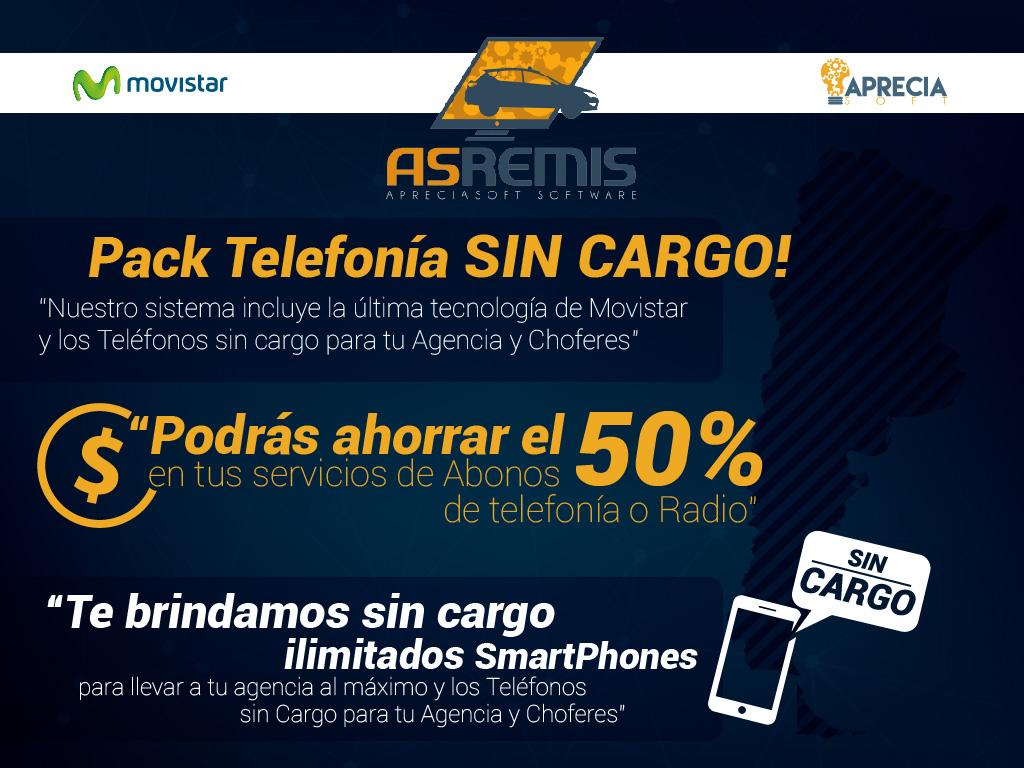 movistar
APRECIA
SOFT
ASREMIS
APRECIASOFT SOFTWARE
Pack Telefonía SIN CARGO!
“Nuestro sistema incluye la última tecnología de Movistar
y los Teléfonos sin cargo para tu Agencia y Choferes”
$
“Podrás ahorrar el 50%
en tus servicios de Abonos
de telefonía o Radio”
SIN
CARGO
“Te brindamos sin cargo
ilimitados SmartPhones
para llevar a tu agencia al máximo y los Teléfonos
sin Cargo para tu Agencia y Choferes”